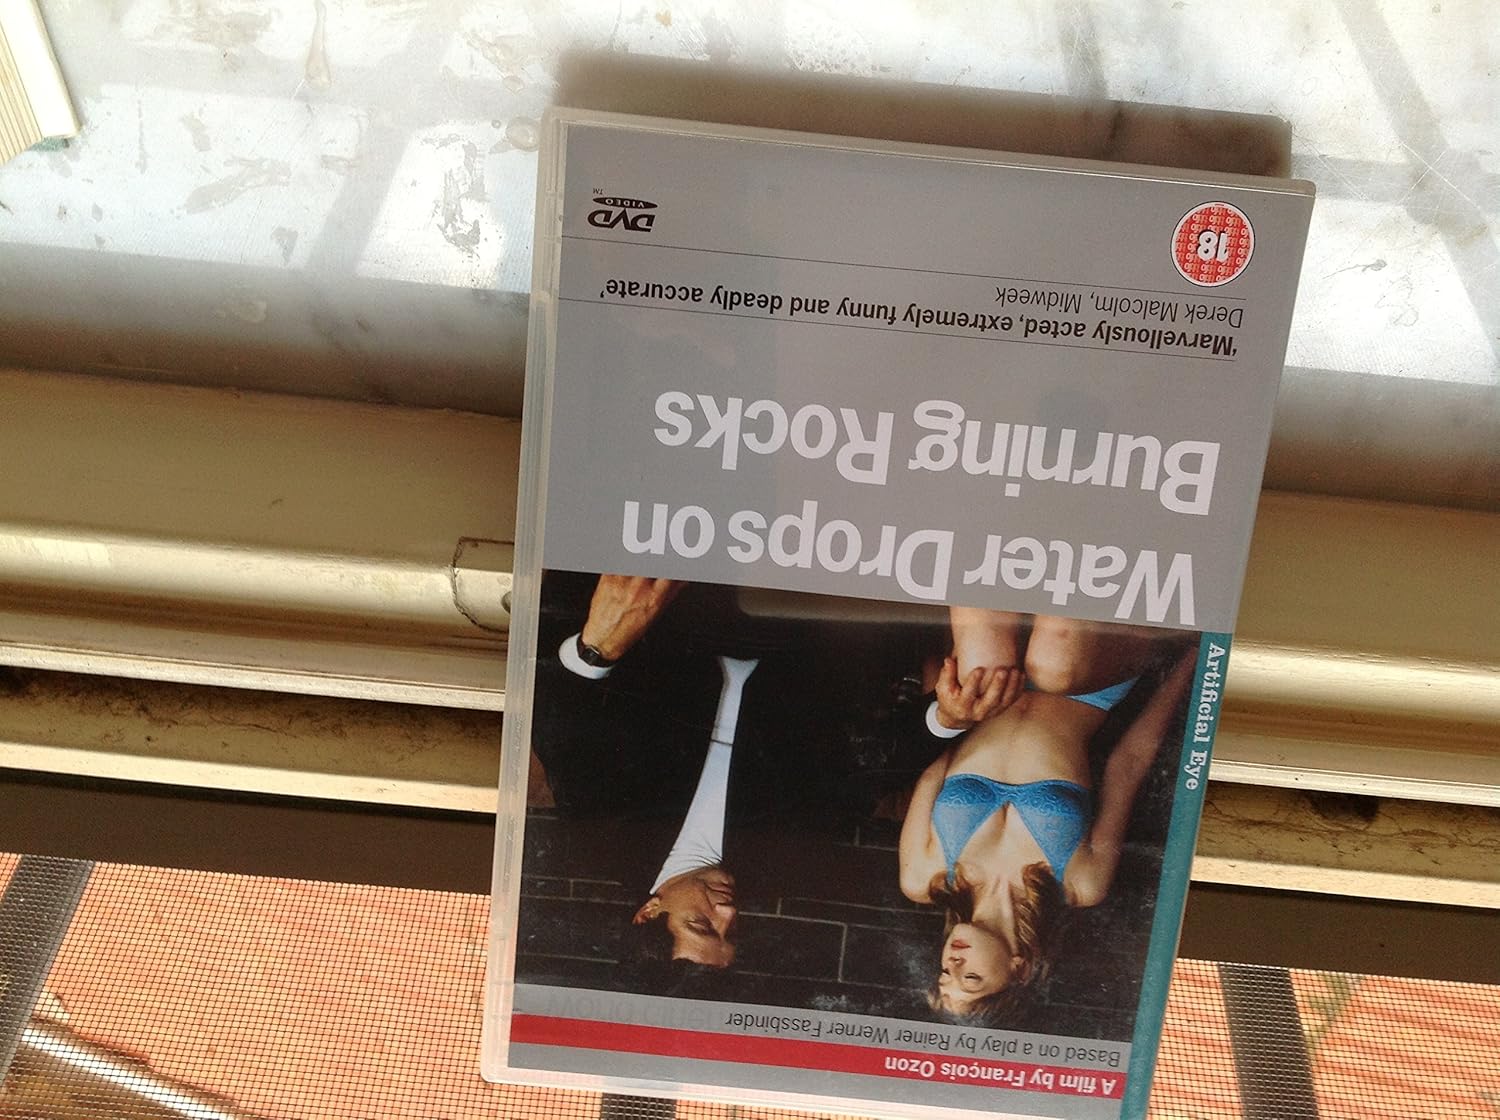 A film by François Ozon
Based on a play by Rainer Werner Fassbinder
Artificial Eye
Water Drops on
Burning Rocks
'Marvellously acted, extremely funny and deadly accurate'
Derek Malcolm, Midweek
18
DVD
VIDEO
TM